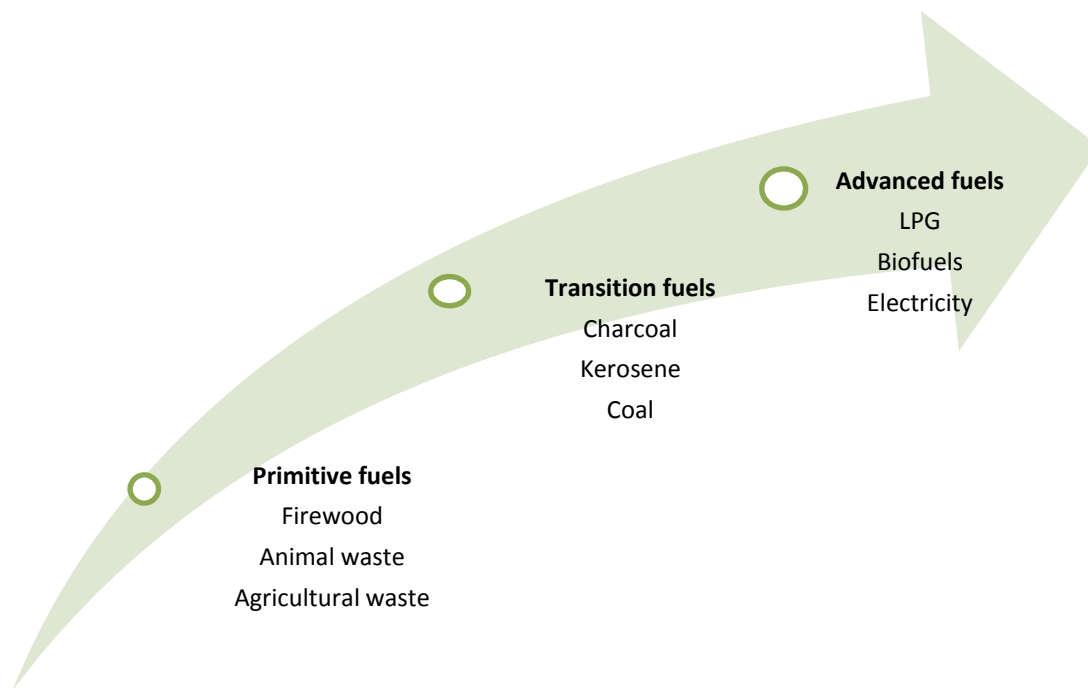 Advanced fuels
LPG
Biofuels
Electricity
Transition fuels
Charcoal
Kerosene
Coal
Primitive fuels
Firewood
Animal waste
Agricultural waste